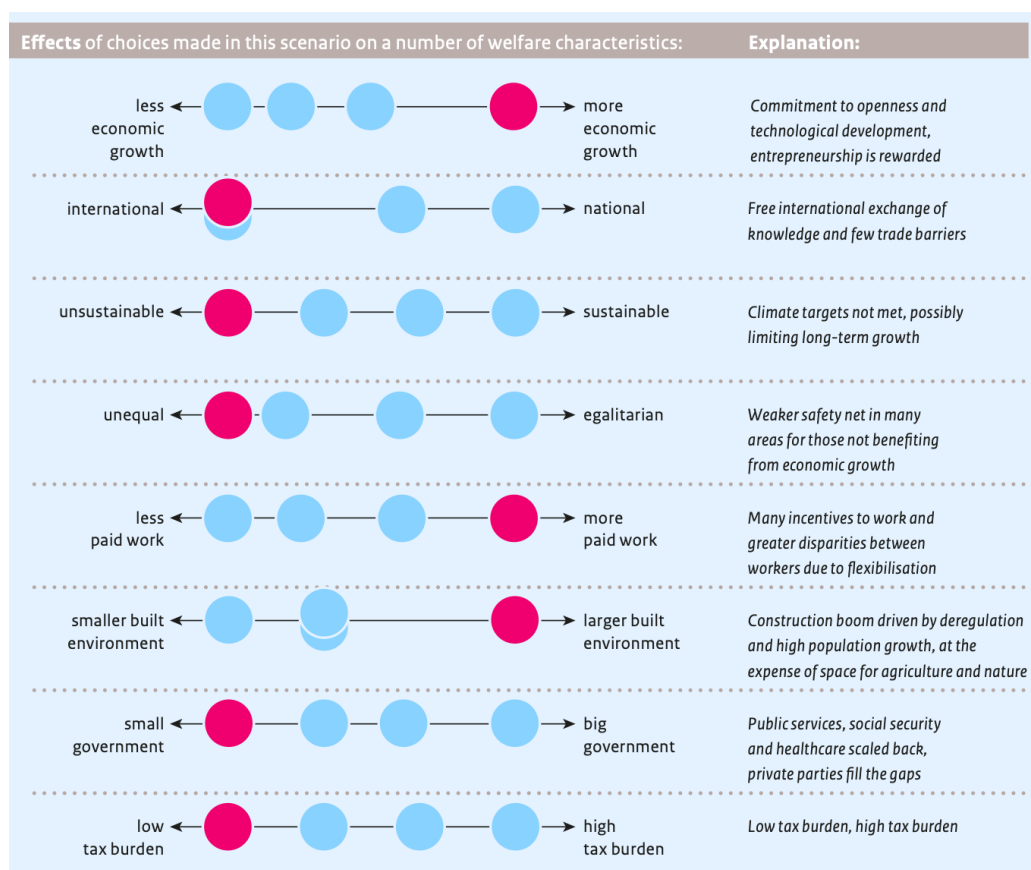 Effects of choices made in this scenario on a number of welfare characteristics:
Explanation:
less
economic
growth
more
economic
growth
Commitment to openness and
technological development,
entrepreneurship is rewarded
international
national
Free international exchange of
knowledge and few trade barriers
unsustainable
sustainable
Climate targets not met, possibly
limiting long-term growth
unequal
egalitarian
Weaker safety net in many
areas for those not benefiting
from economic growth
less
paid work
more
paid work
Many incentives to work and
greater disparities between
workers due to flexibilisation
smaller built
environment
larger built
environment
Construction boom driven by deregulation
and high population growth, at the
expense of space for agriculture and nature
small
government
big
government
Public services, social security
and healthcare scaled back,
private parties fill the gaps
low
tax burden
high
tax burden
Low tax burden, high tax burden